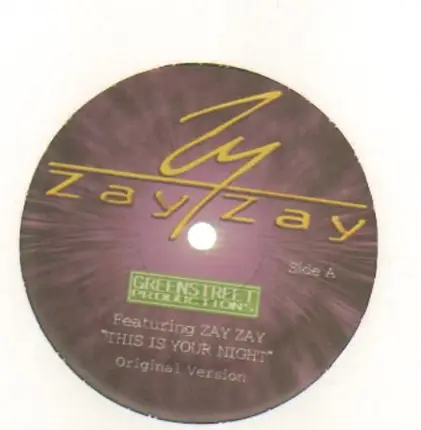 Zy
Zay Zay
Side A
GREENSTREET
PRODUCTIONS
Featuring ZAY ZAY
"THIS IS YOUR NIGHT"
Original Version